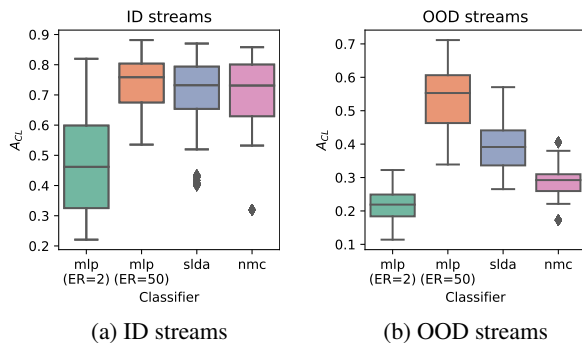 ID streams
0.9
0.8
0.7
0.6
0.5
0.4
0.3
0.2
A_CL
mlp (ER=2)
mlp (ER=50)
slda
nmc
Classifier
(a) ID streams
OOD streams
0.7
0.6
0.5
0.4
0.3
0.2
0.1
A_CL
mlp (ER=2)
mlp (ER=50)
slda
nmc
Classifier
(b) OOD streams